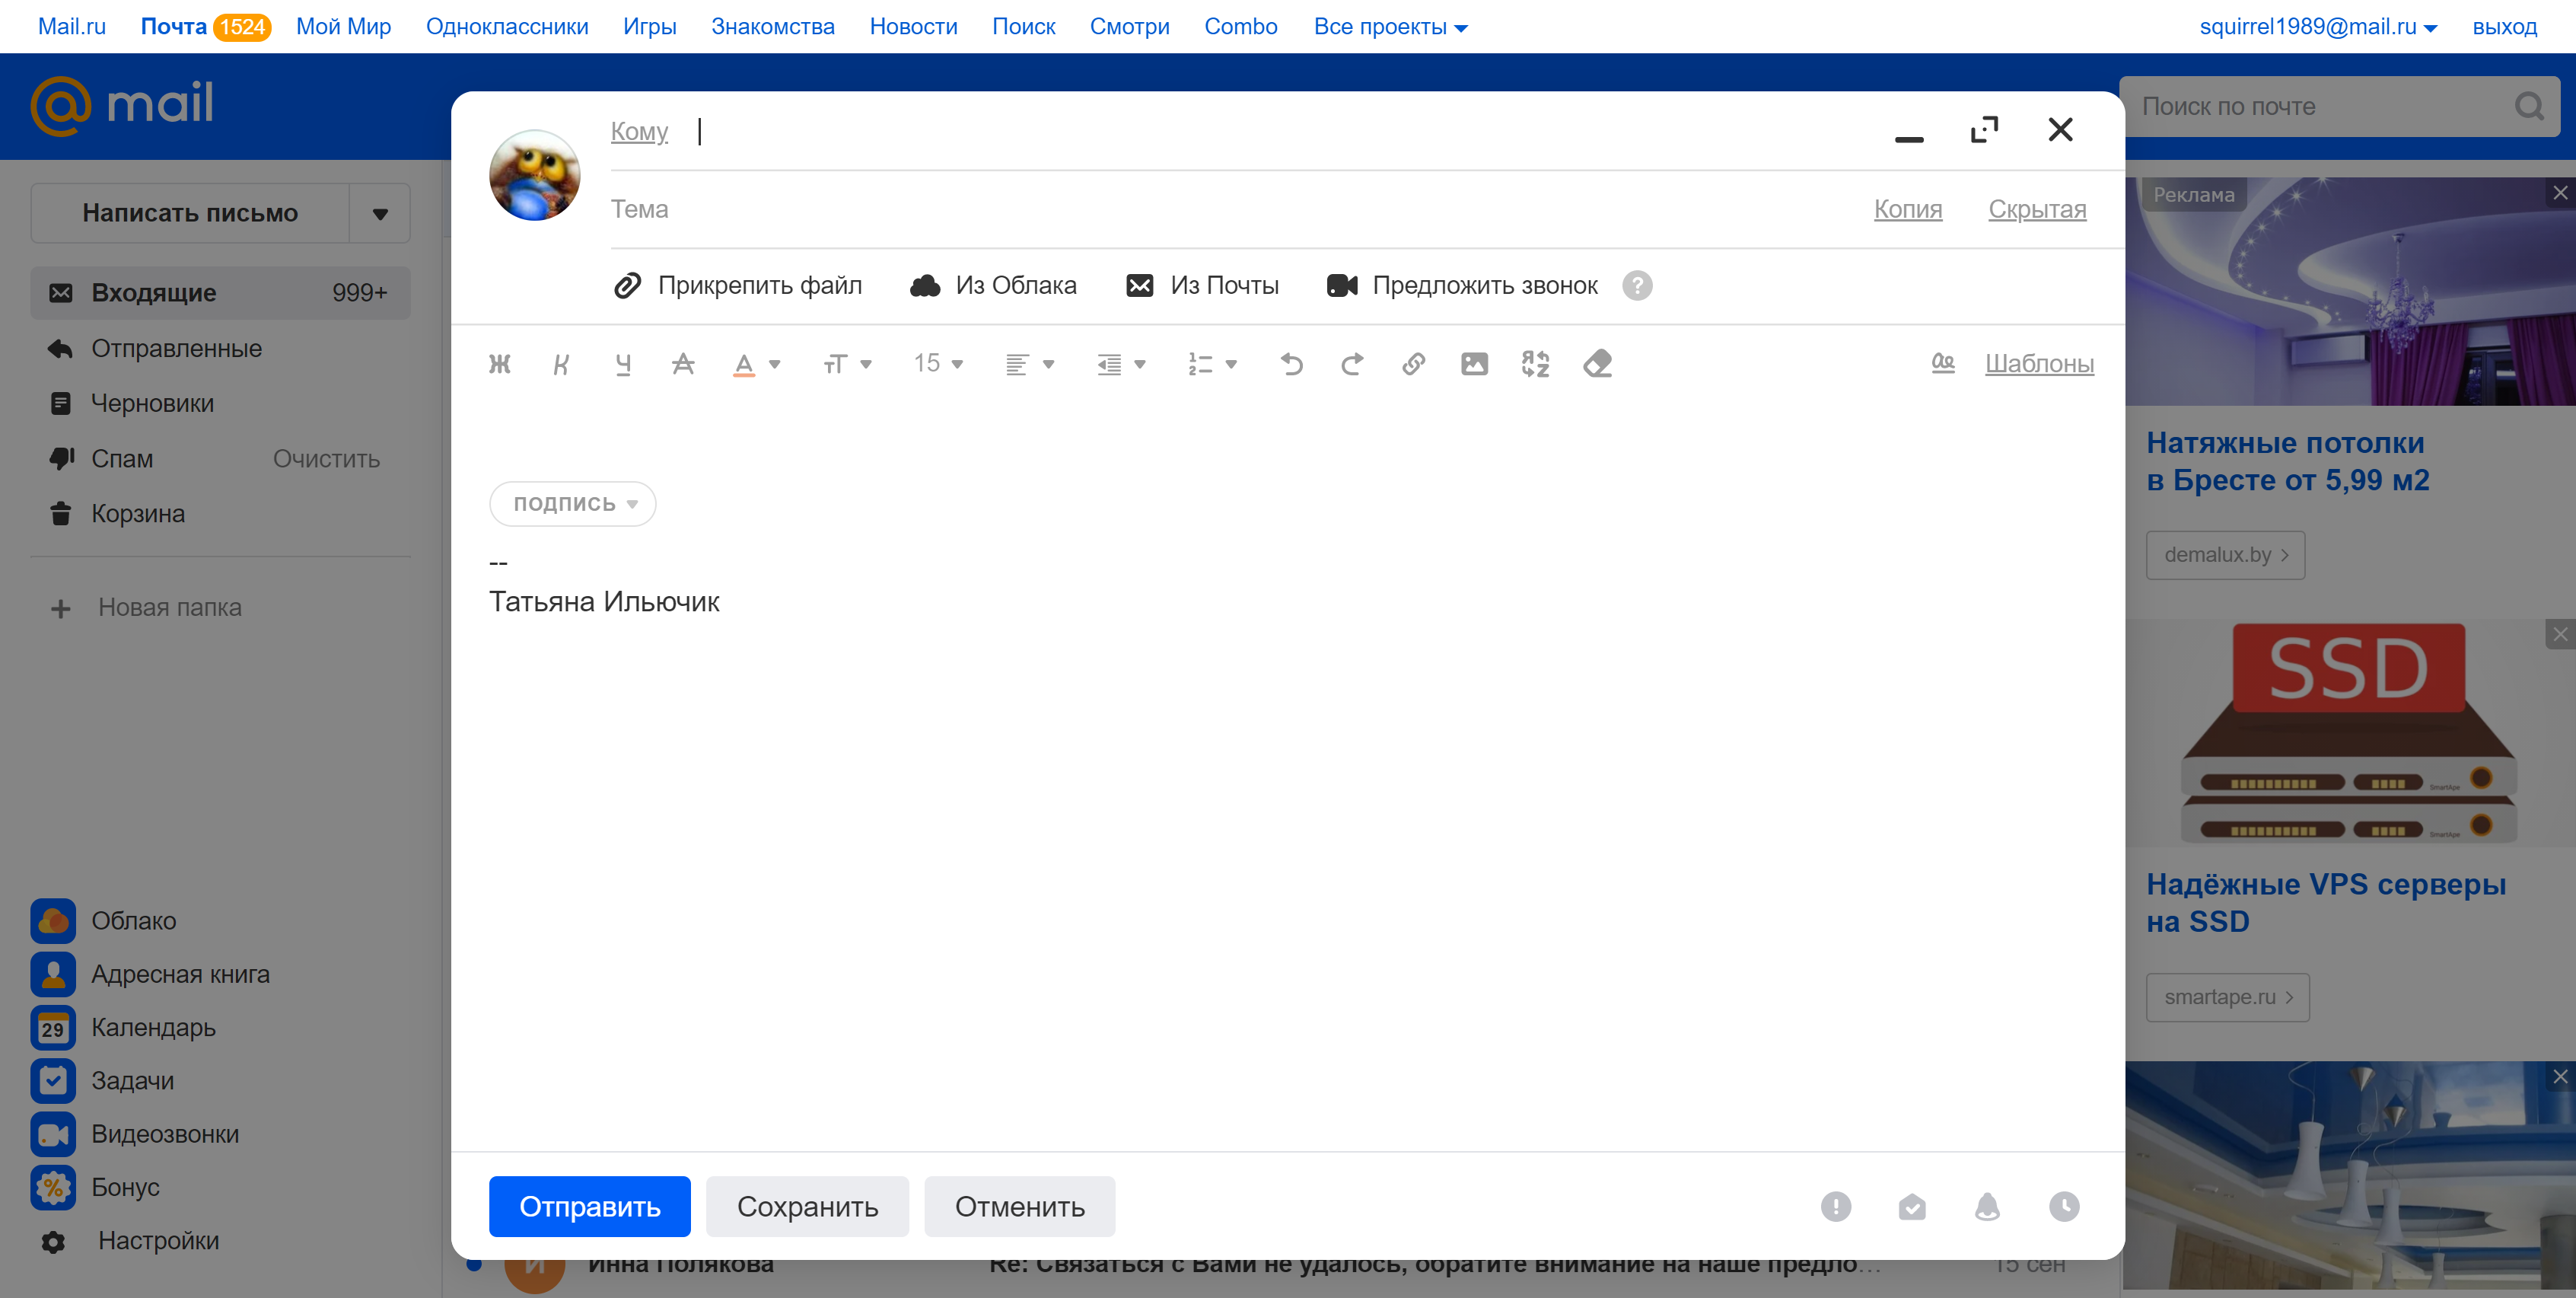 Mail.ru Почта 1524 Мой Мир Одноклассники Игры Знакомства Новости Поиск Смотри Combo Все проекты squirrel1989@mail.ru выход
@mail
Поиск по почте
Написать письмо
Входящие 999+
Отправленные
Черновики
Спам Очистить
Корзина
Новая папка
Облако
Адресная книга
29 Календарь
Задачи
Видеозвонки
% Бонус
Настройки
Кому
Тема Копия Скрытая
Прикрепить файл Из Облака Из Почты Предложить звонок ?
Ж К Ч А А тТ 15 Шаблоны
ПОДПИСЬ
--
Татьяна Ильючик
Отправить Сохранить Отменить
Инна Полякова Re: Связаться с Вами не удалось, обратите внимание на наше предло... 15 сен
Реклама
Натяжные потолки
в Бресте от 5,99 м2
demalux.by >
SSD
SmartApe
SmartApe
Надёжные VPS серверы
на SSD
smartape.ru >